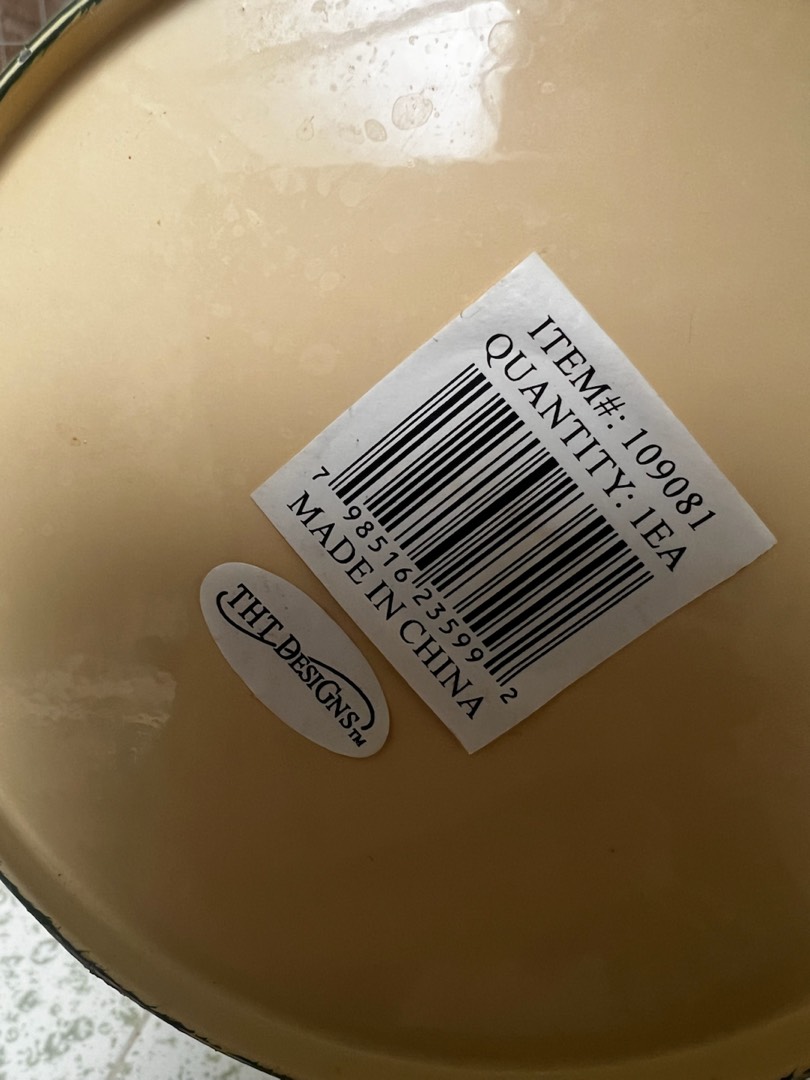 ITEM#: 109081
QUANTITY: 1EA
7 98516 23599 2
MADE IN CHINA
THT DESIGNS™